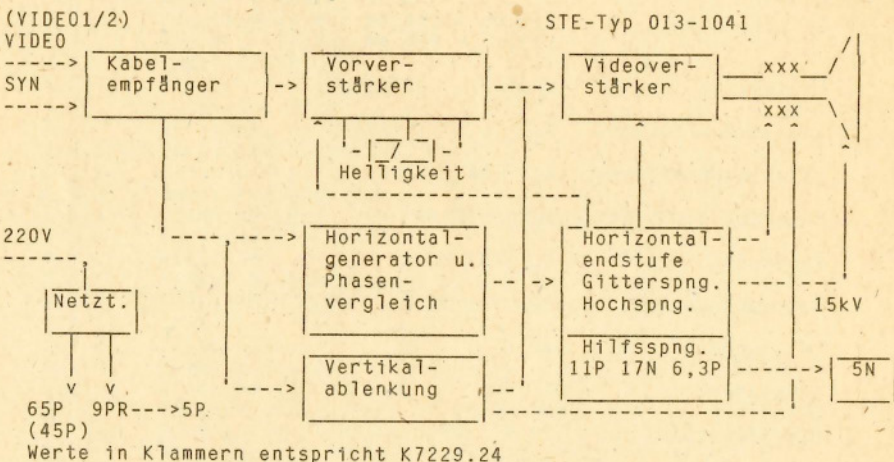 (VIDEO1/2)
VIDEO
STE-Typ 013-1041
SYN
Kabel-
empfänger
Vorver-
stärker
Videover-
stärker
xxx
xxx
Helligkeit
220V
Netzt.
Horizontal-
generator u.
Phasen-
vergleich
Horizontal-
endstufe
Gitterspng.
Hochspng.
15kV
Hilfsspng.
11P 17N 6,3P
5N
Vertikal-
ablenkung
65P 9PR--->5P
(45P)
Werte in Klammern entspricht K7229.24